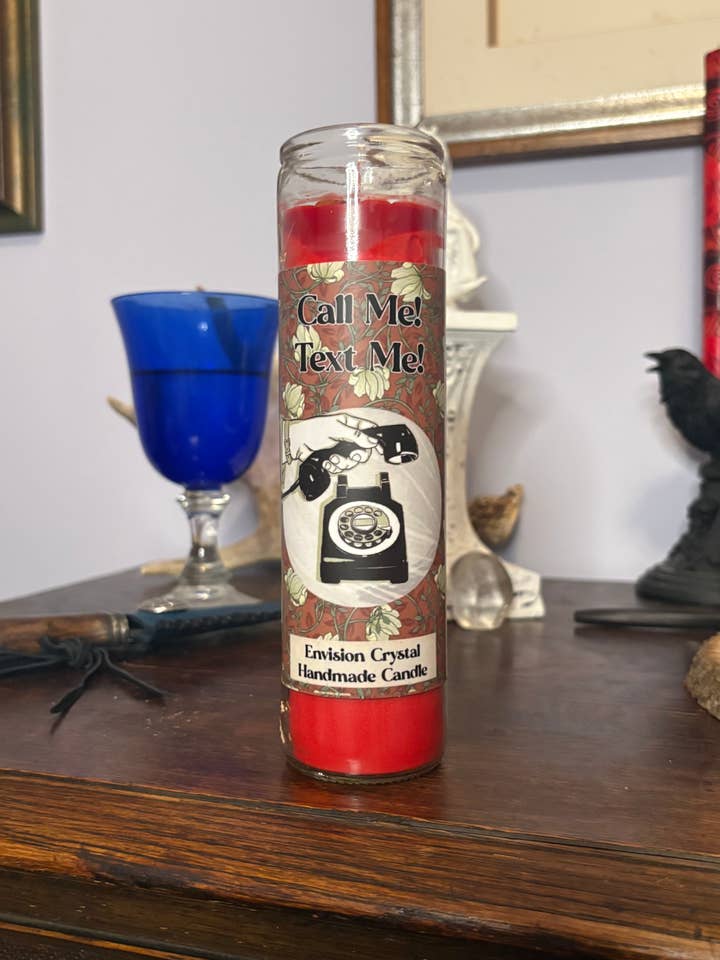 Call Me!
Text Me!
Envision Crystal
Handmade Candle